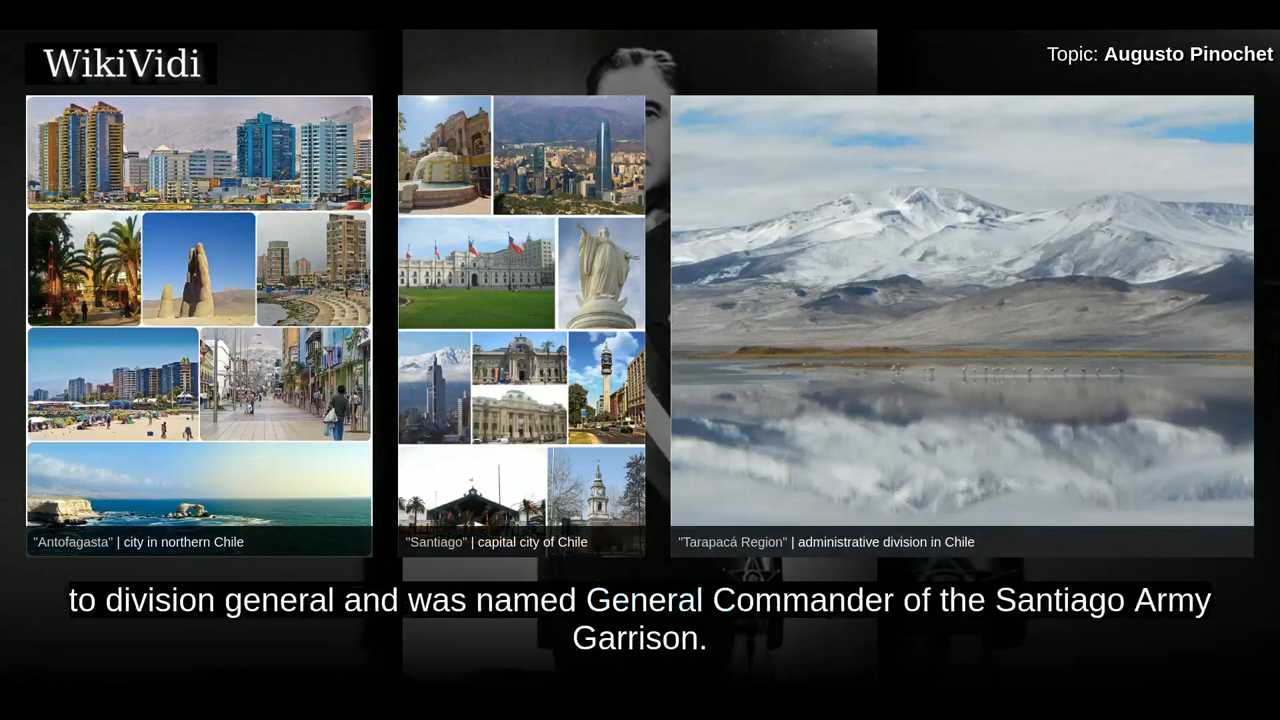 WikiVidi
Topic: Augusto Pinochet
"Antofagasta" | city in northern Chile
"Santiago" | capital city of Chile
"Tarapacá Region" | administrative division in Chile
to division general and was named General Commander of the Santiago Army
Garrison.